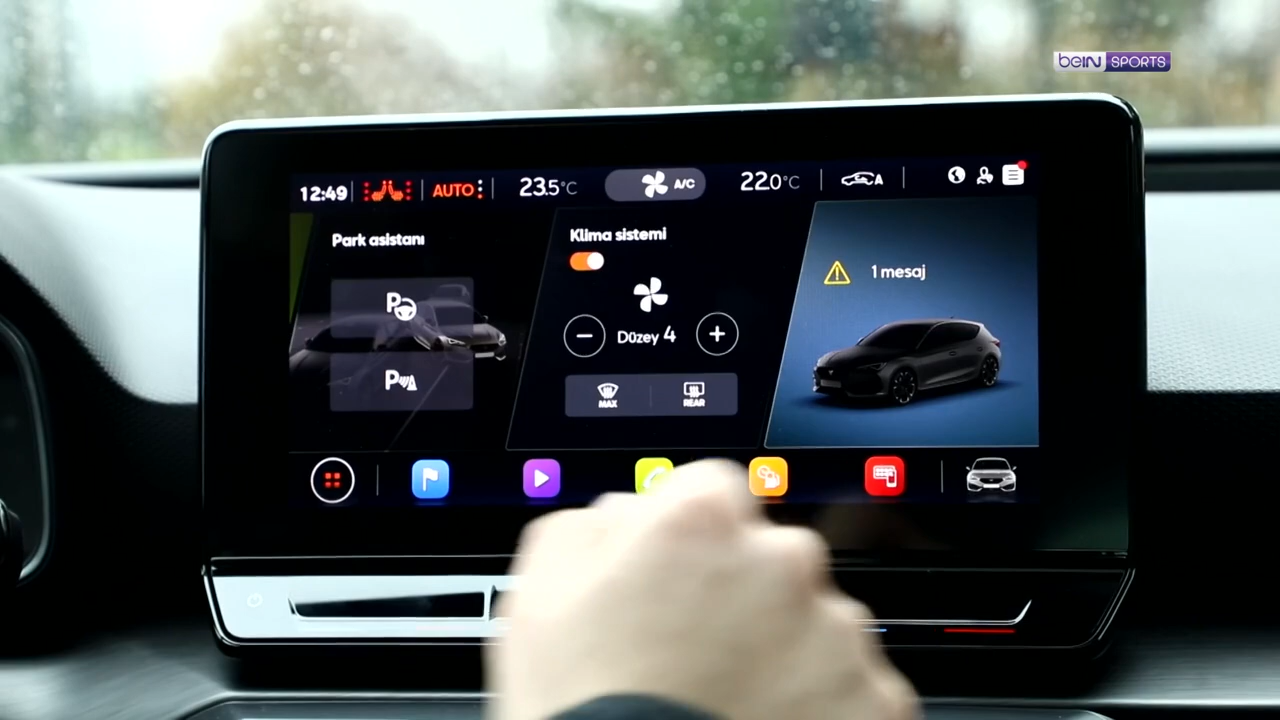 beIN SPORTS
12:49 AUTO 23.5°C A/C 22.0°C A
Park asistanı
Klima sistemi
1 mesaj
P
Düzey 4
P
MAX REAR